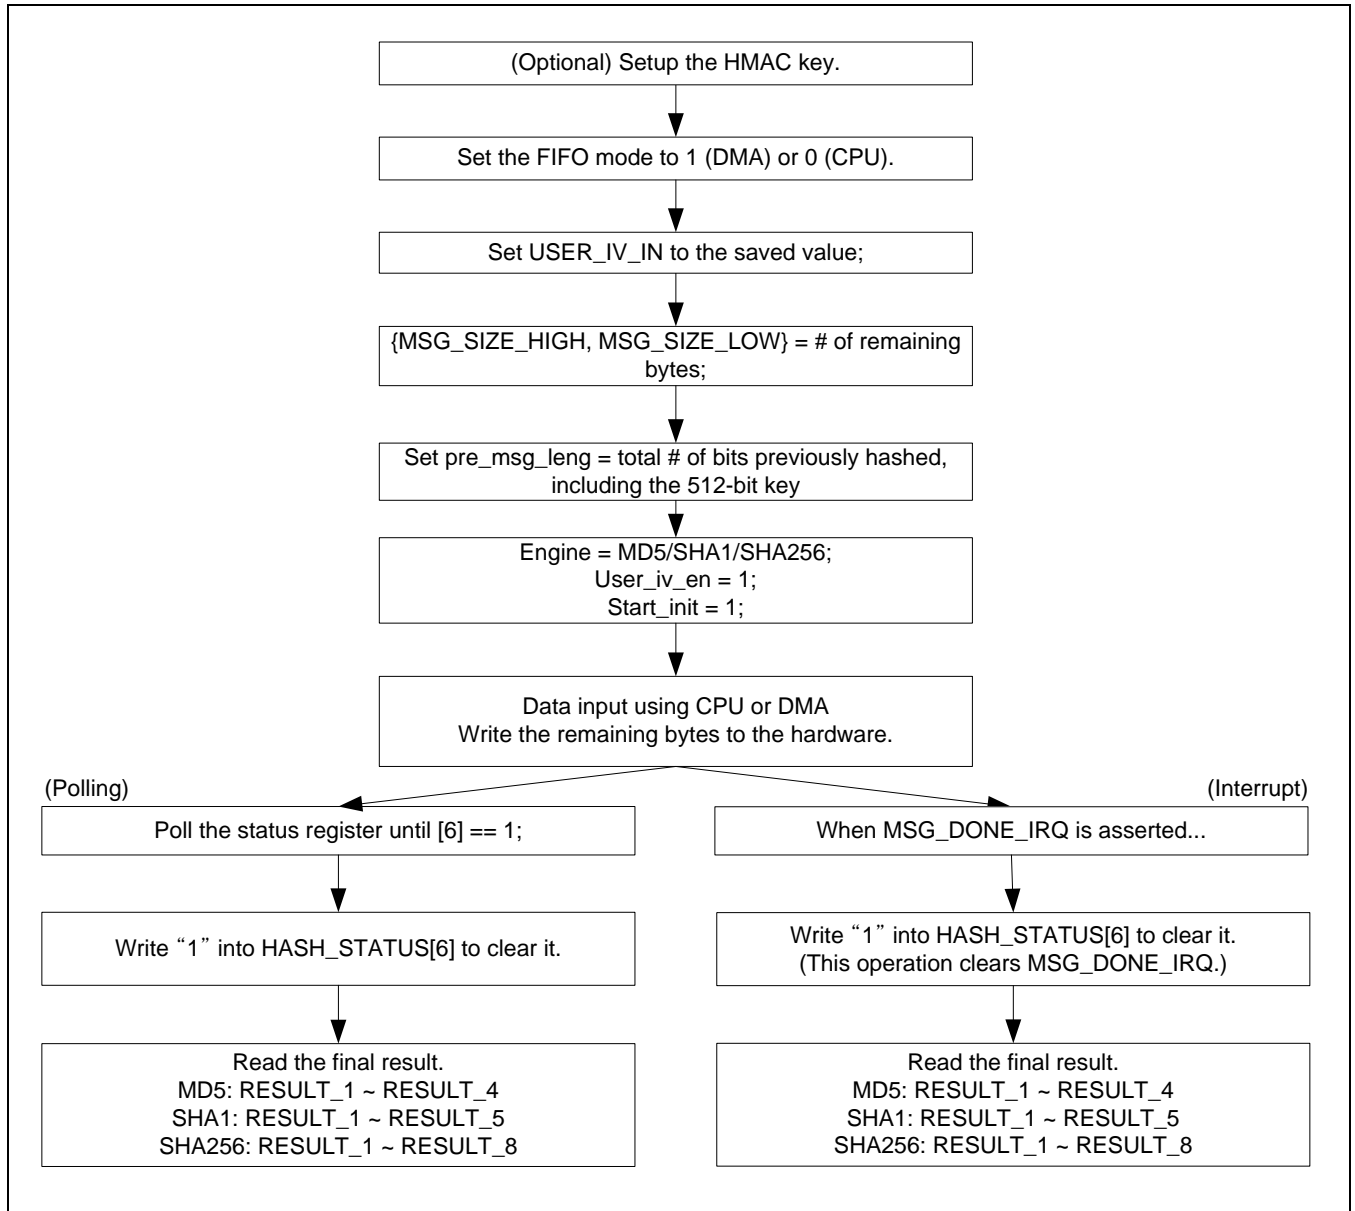 (Optional) Setup the HMAC key.
Set the FIFO mode to 1 (DMA) or 0 (CPU).
Set USER_IV_IN to the saved value;
{MSG_SIZE_HIGH, MSG_SIZE_LOW} = # of remaining
bytes;
Set pre_msg_leng = total # of bits previously hashed,
including the 512-bit key
Engine = MD5/SHA1/SHA256;
User_iv_en = 1;
Start_init = 1;
Data input using CPU or DMA
Write the remaining bytes to the hardware.
(Polling)
Poll the status register until [6] == 1;
Write “1” into HASH_STATUS[6] to clear it.
Read the final result.
MD5: RESULT_1 ~ RESULT_4
SHA1: RESULT_1 ~ RESULT_5
SHA256: RESULT_1 ~ RESULT_8
(Interrupt)
When MSG_DONE_IRQ is asserted...
Write “1” into HASH_STATUS[6] to clear it.
(This operation clears MSG_DONE_IRQ.)
Read the final result.
MD5: RESULT_1 ~ RESULT_4
SHA1: RESULT_1 ~ RESULT_5
SHA256: RESULT_1 ~ RESULT_8